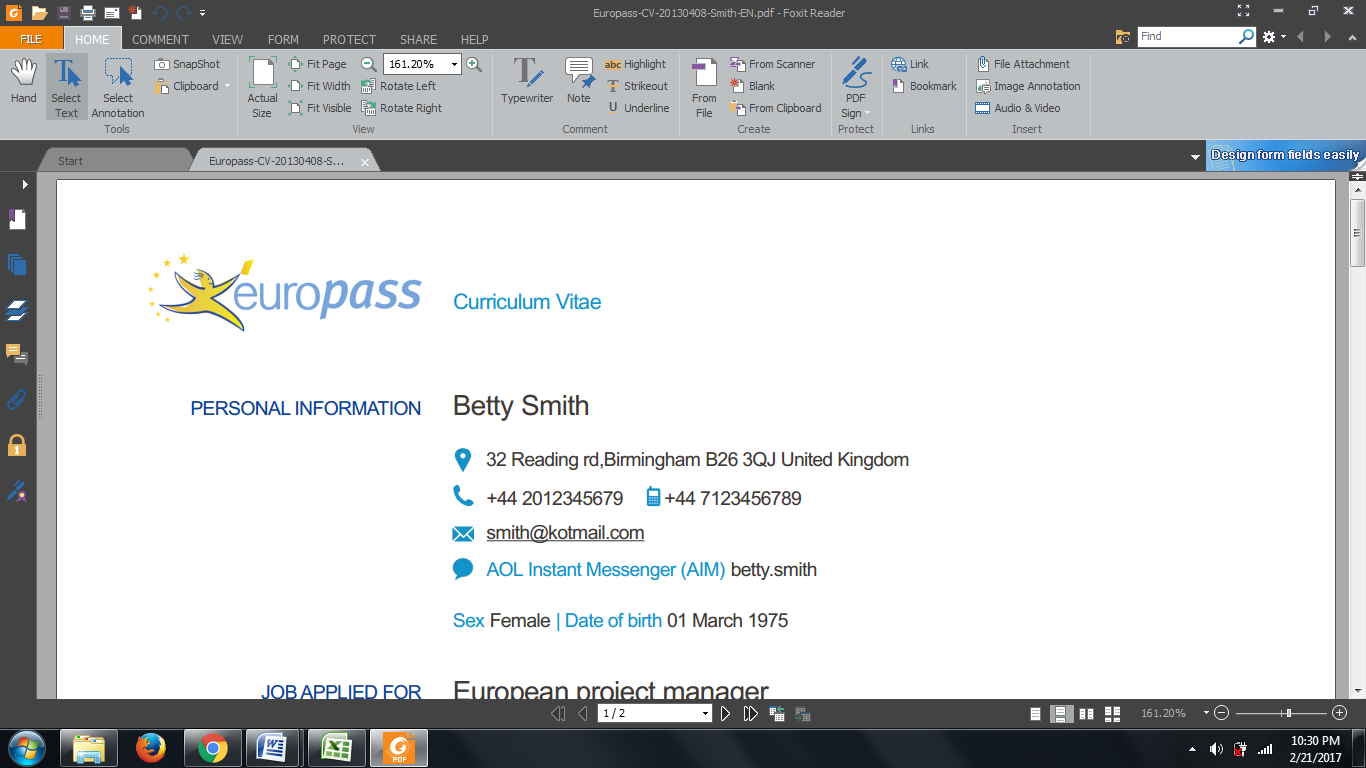 Europass-CV-20130408-Smith-EN.pdf - Foxit Reader
FILE HOME COMMENT VIEW FORM PROTECT SHARE HELP Find
Hand
Select Text
Select Annotation
SnapShot
Clipboard
Tools
Actual Size
Fit Page
Fit Width
Fit Visible
161.20%
Rotate Left
Rotate Right
View
Typewriter
Note
abc Highlight
T Strikeout
U Underline
Comment
From File
From Scanner
Blank
From Clipboard
Create
PDF Sign
Protect
Link
Bookmark
Links
File Attachment
Image Annotation
Audio & Video
Insert
Start
Europass-CV-20130408-S...
Design form fields easily
europass
Curriculum Vitae
PERSONAL INFORMATION Betty Smith
32 Reading rd,Birmingham B26 3QJ United Kingdom
+44 2012345679 +44 7123456789
smith@kotmail.com
AOL Instant Messenger (AIM) betty.smith
Sex Female | Date of birth 01 March 1975
JOB APPLIED FOR European project manager
1 / 2
161.20%
PDF
10:30 PM
2/21/2017